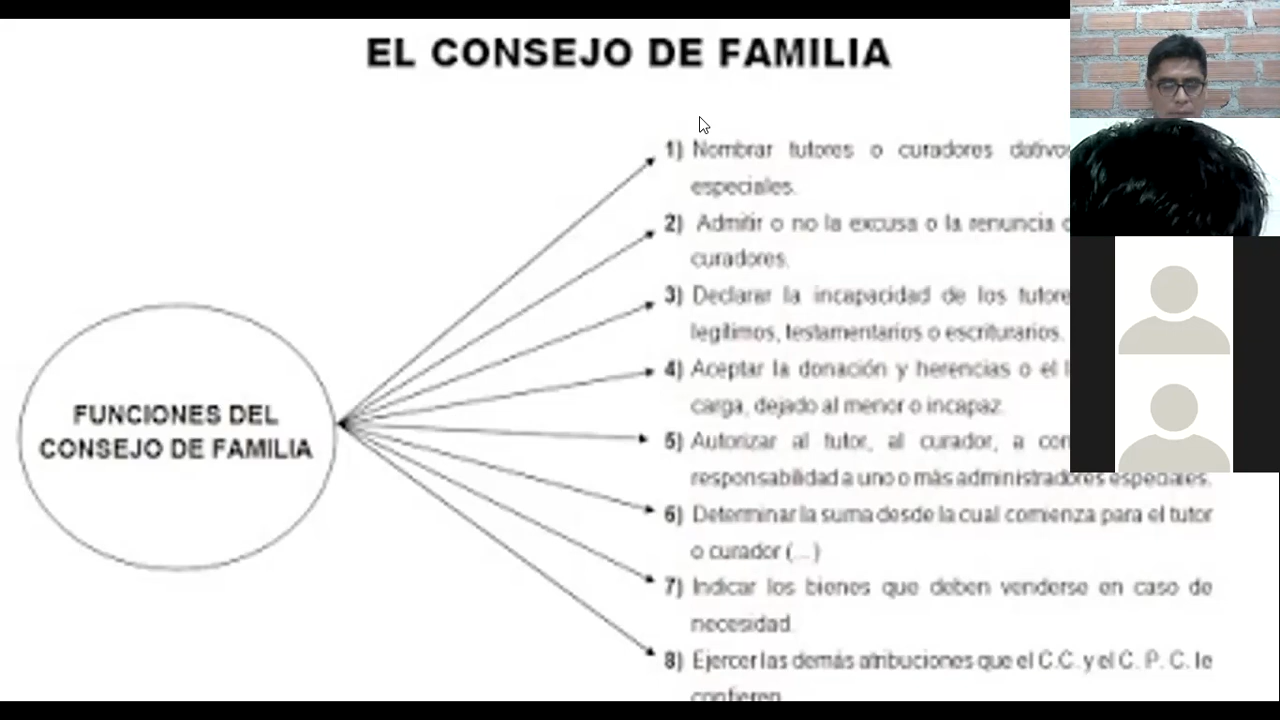 EL CONSEJO DE FAMILIA
1) Nombrar tutores o curadores dativos
especiales.
2) Admitir o no la excusa o la renuncia
curadores.
3) Declarar la incapacidad de los
legítimos, testamentarios o escriturarios.
4) Aceptar la donación y herencias o el
carga, dejado al menor o incapaz.
5) Autorizar al tutor, al curador, a
responsabilidad a uno o más administradores especiales.
6) Determinar la suma desde la cual comienza para el tutor
o curador (...)
7) Indicar los bienes que deben venderse en caso de
necesidad.
8) Ejercer las demás atribuciones que el C.C. y el C. P. C. le
confieren
FUNCIONES DEL
CONSEJO DE FAMILIA